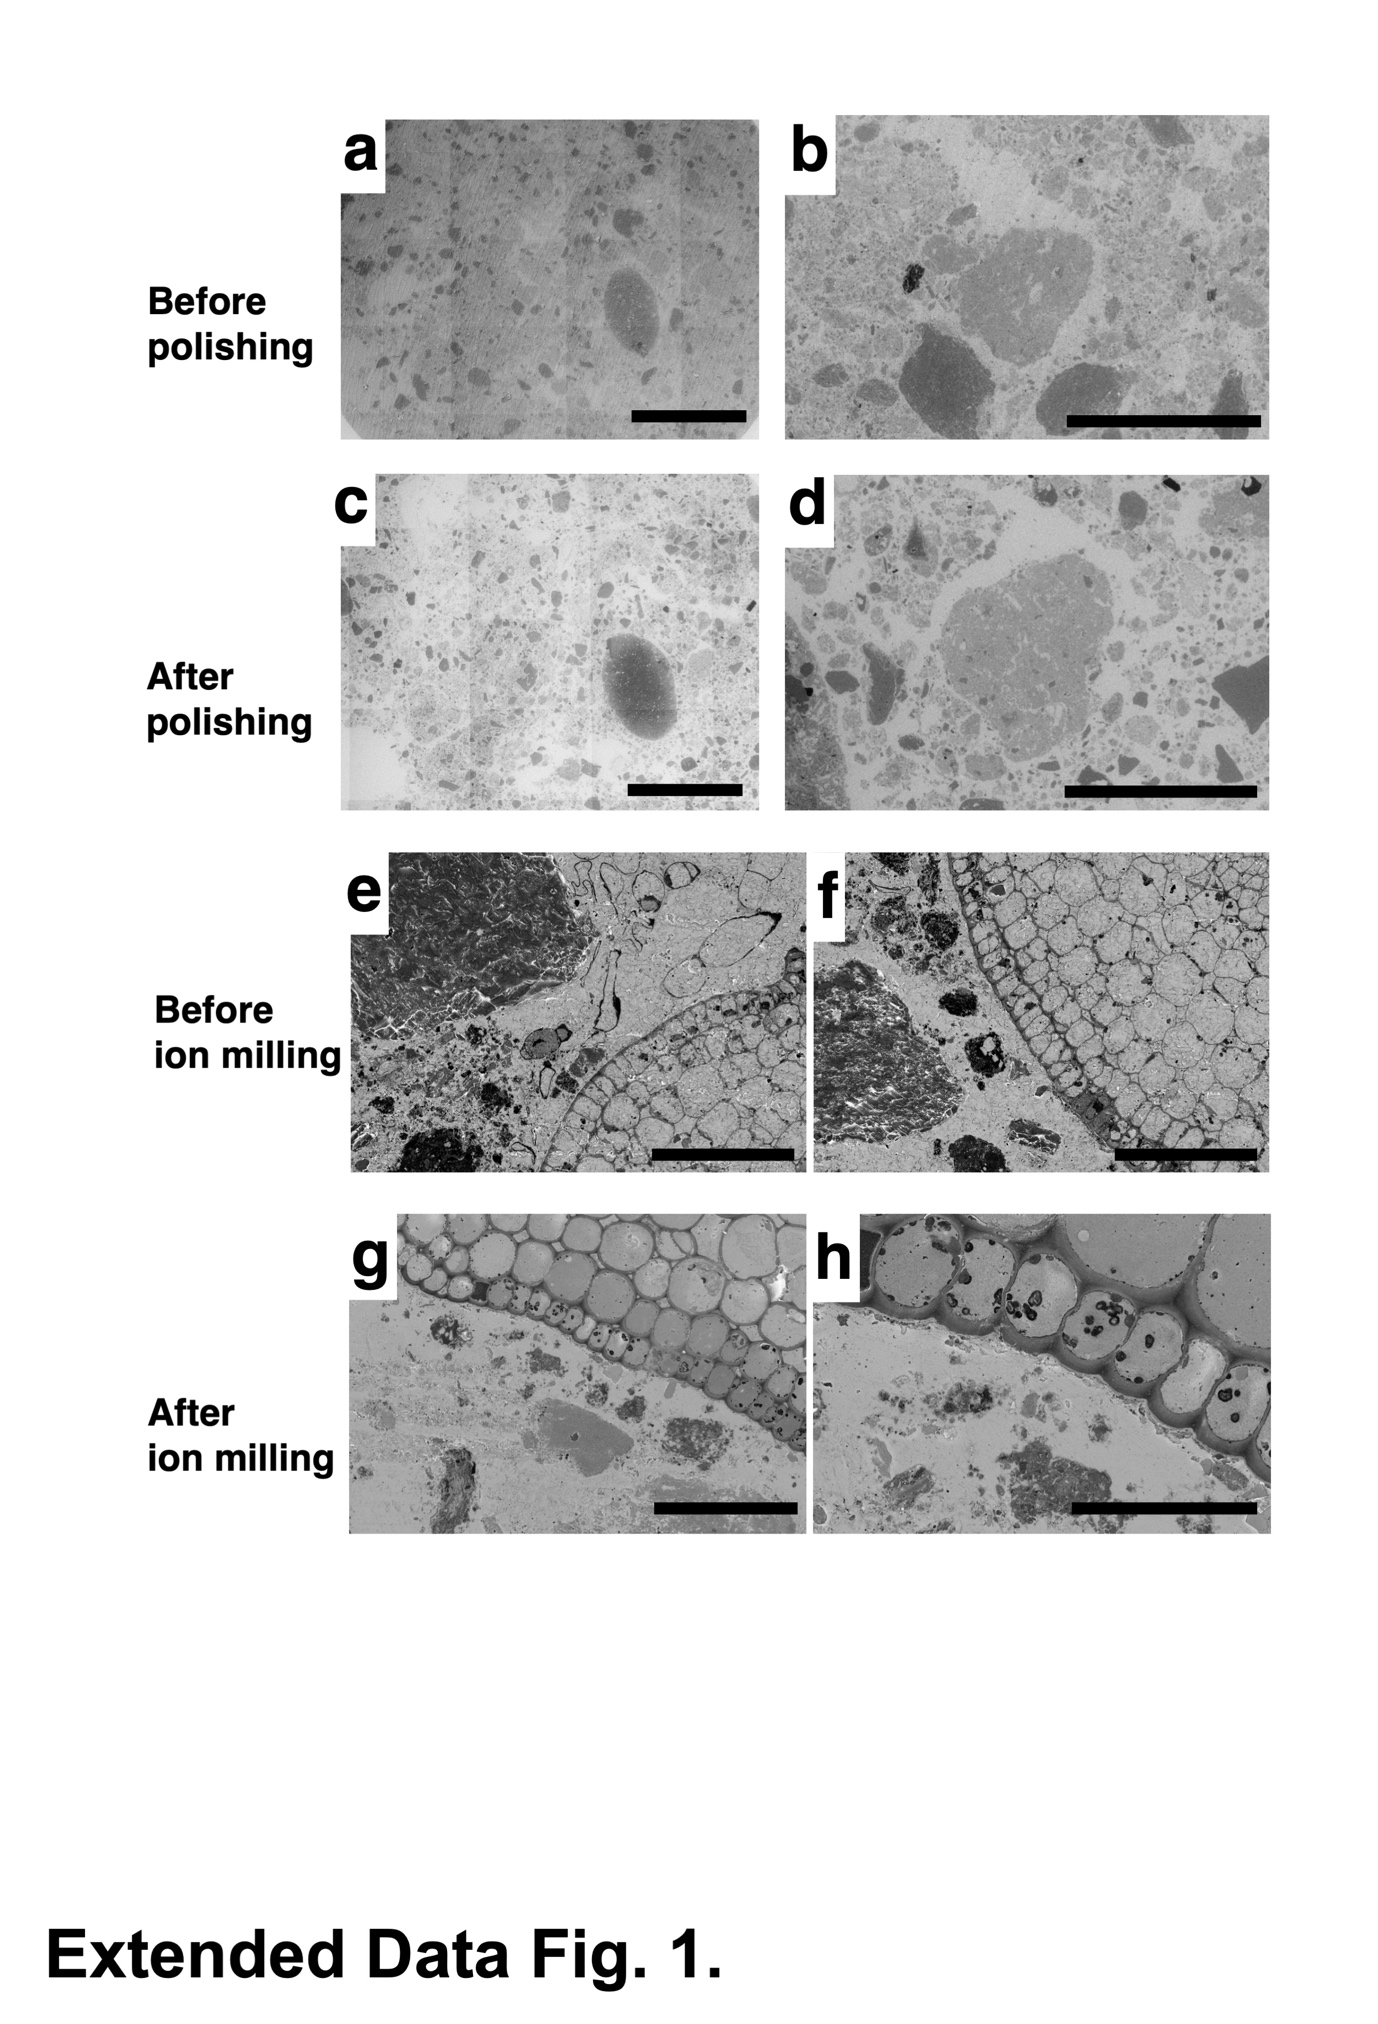 a
b
Before
polishing
c
d
After
polishing
e
f
Before
ion milling
g
h
After
ion milling
Extended Data Fig. 1.